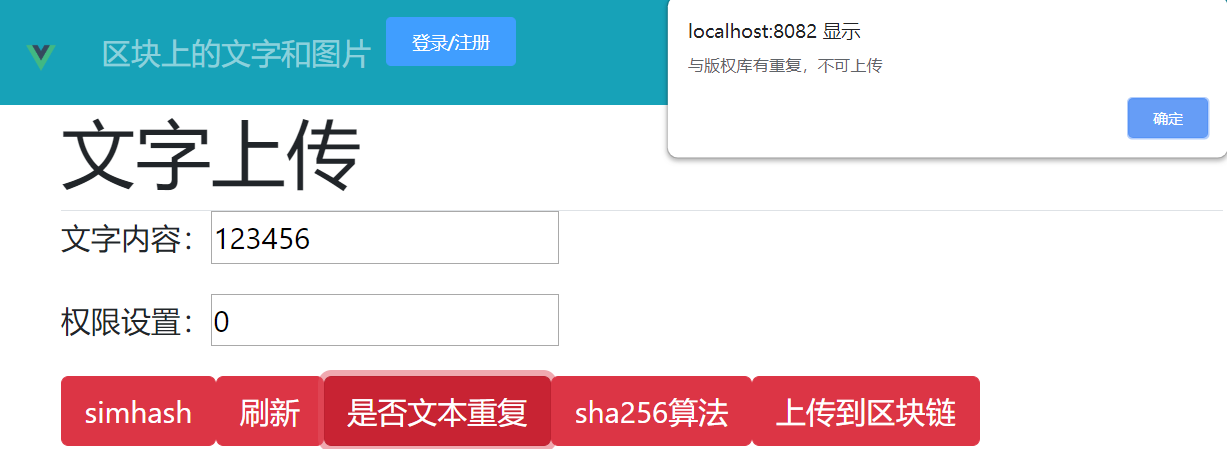 区块上的文字和图片 登录/注册
localhost:8082 显示
与版权库有重复，不可上传
确定
文字上传
文字内容：123456
权限设置：0
simhash 刷新 是否文本重复 sha256算法 上传到区块链